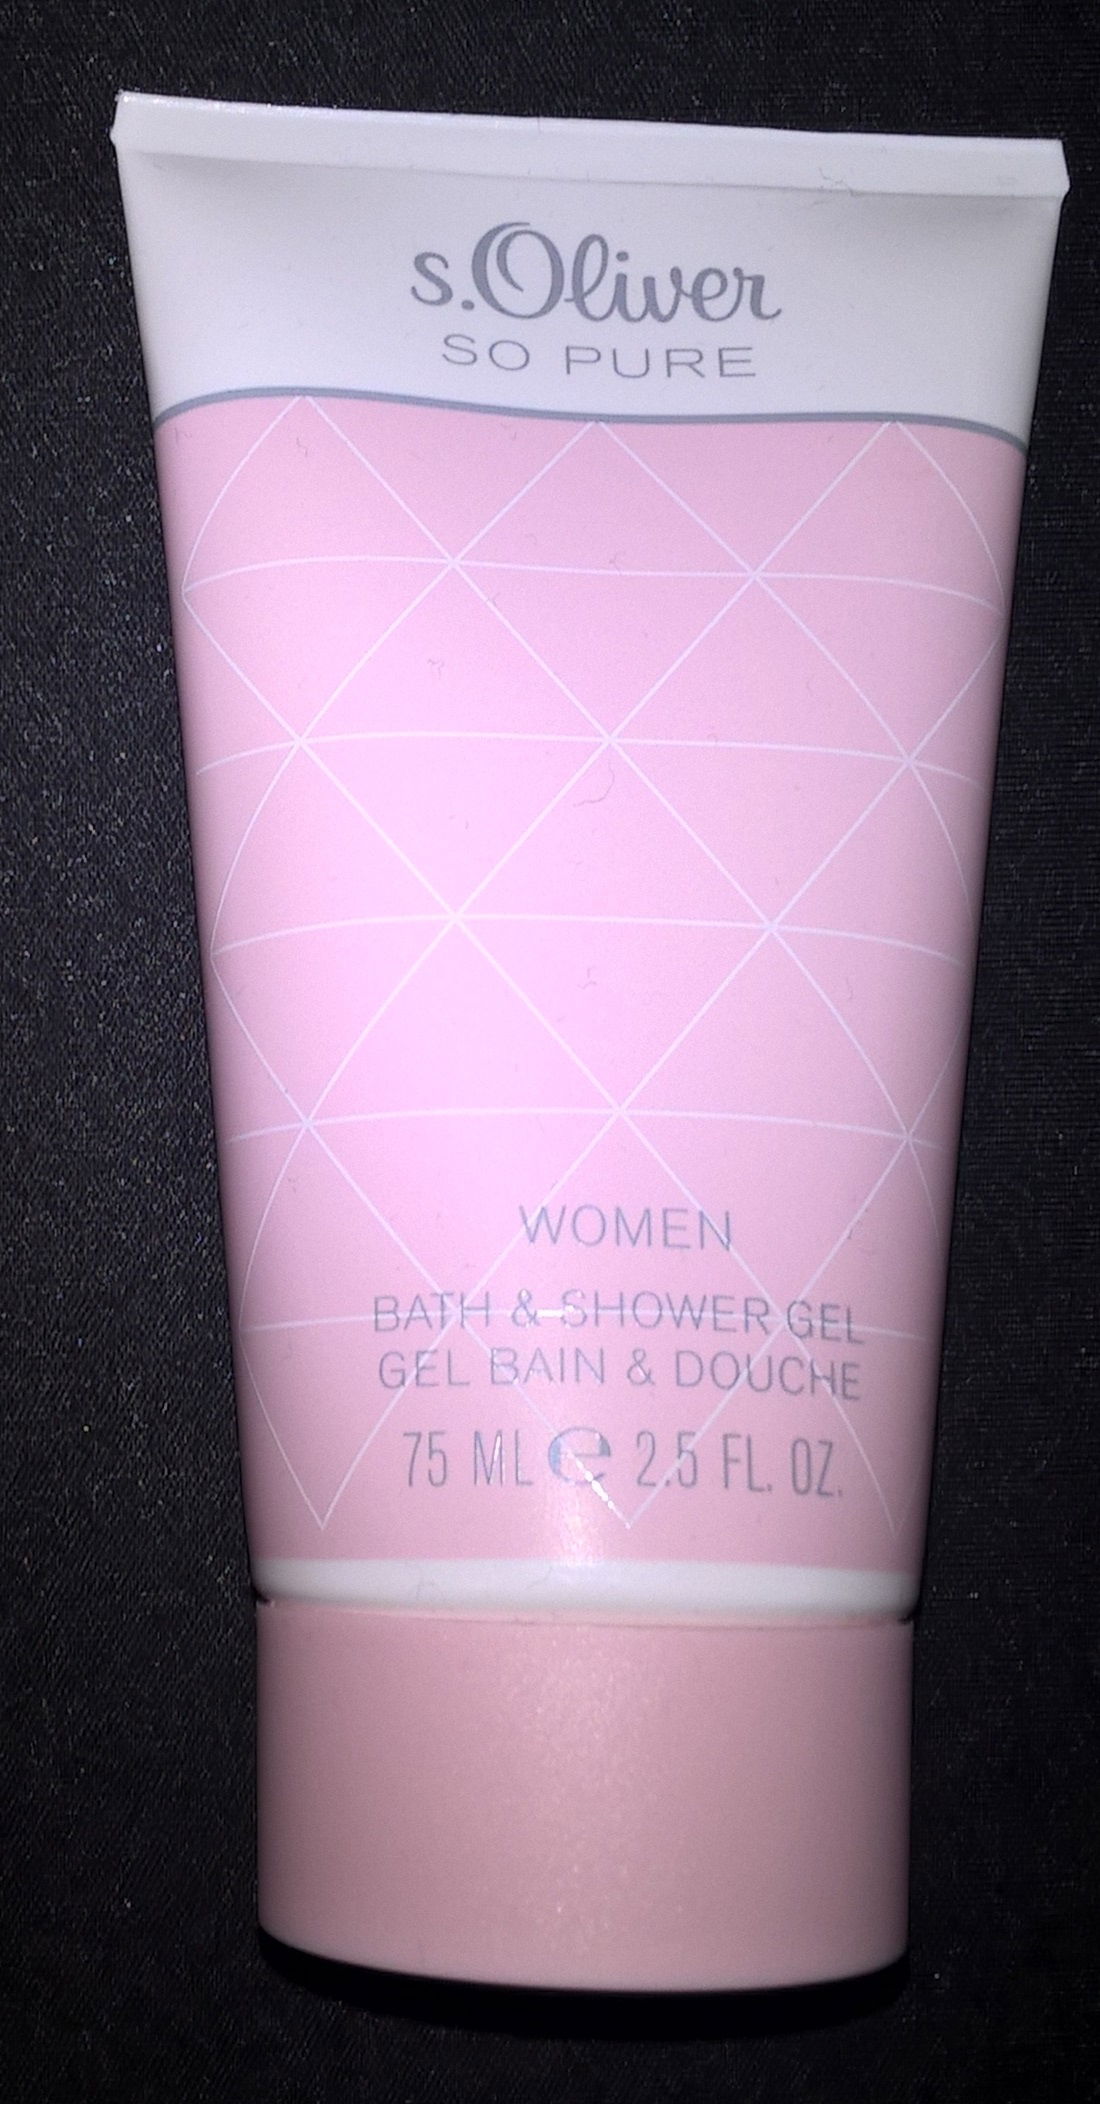 s.Oliver
SO PURE
WOMEN
BATH & SHOWER GEL
GEL BAIN & DOUCHE
75 ML ℮ 2.5 FL. OZ.